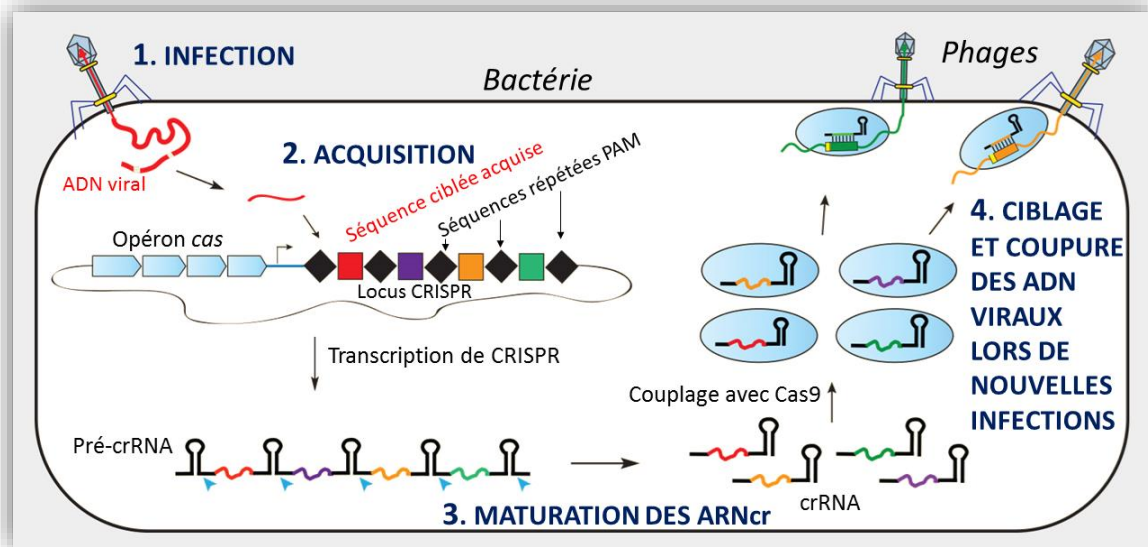 1. INFECTION
Bactérie
Phages
ADN viral
2. ACQUISITION
Séquence ciblée acquise
Séquences répétées PAM
Opéron cas
Locus CRISPR
Transcription de CRISPR
Pré-crRNA
3. MATURATION DES ARNcr
crRNA
Couplage avec Cas9
4. CIBLAGE
ET COUPURE
DES ADN
VIRAUX
LORS DE
NOUVELLES
INFECTIONS